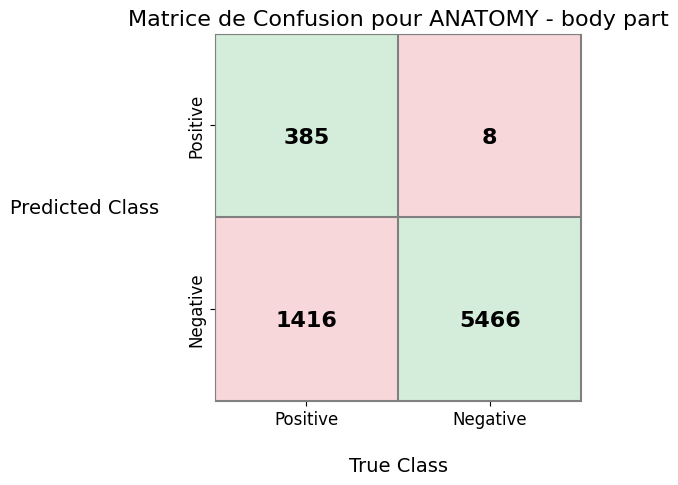 Matrice de Confusion pour ANATOMY - body part
Positive
385
8
Predicted Class
Negative
1416
5466
Positive
Negative
True Class